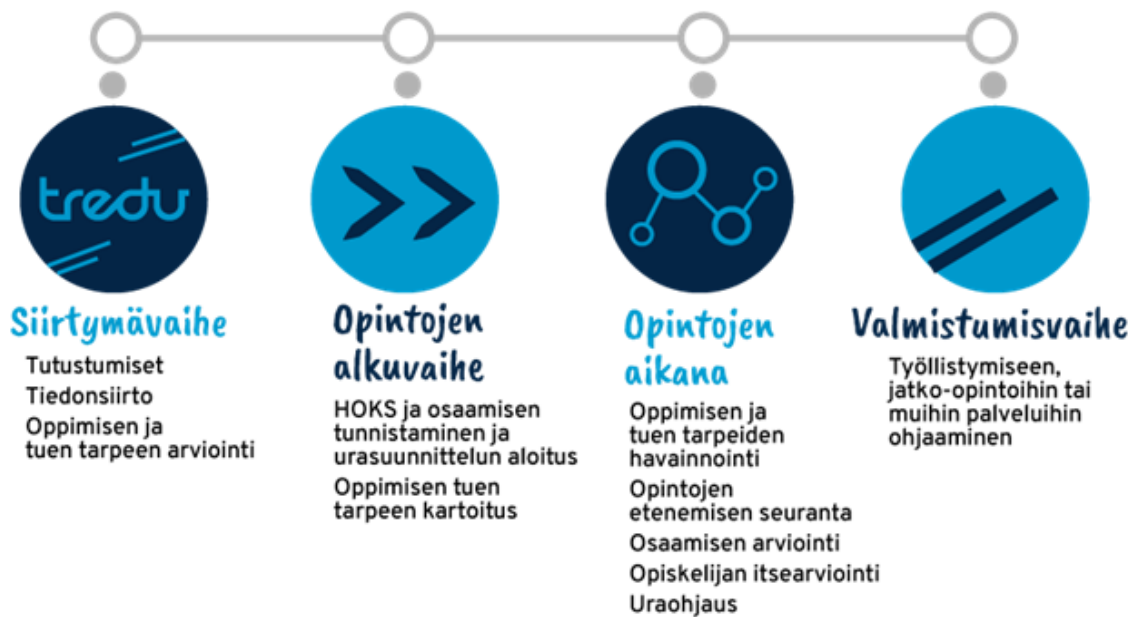 tredu
Siirtymävaihe
Tutustumiset
Tiedonsiirto
Oppimisen ja
tuen tarpeen arviointi
Opintojen
alkuvaihe
HOKS ja osaamisen
tunnistaminen ja
urasuunnittelun aloitus
Oppimisen tuen
tarpeen kartoitus
Opintojen
aikana
Oppimisen ja
tuen tarpeiden
havainnointi
Opintojen
etenemisen seuranta
Osaamisen arviointi
Opiskelijan itsearviointi
Uraohjaus
Valmistumisvaihe
Työllistymiseen,
jatko-opintoihin tai
muihin palveluihin
ohjaaminen